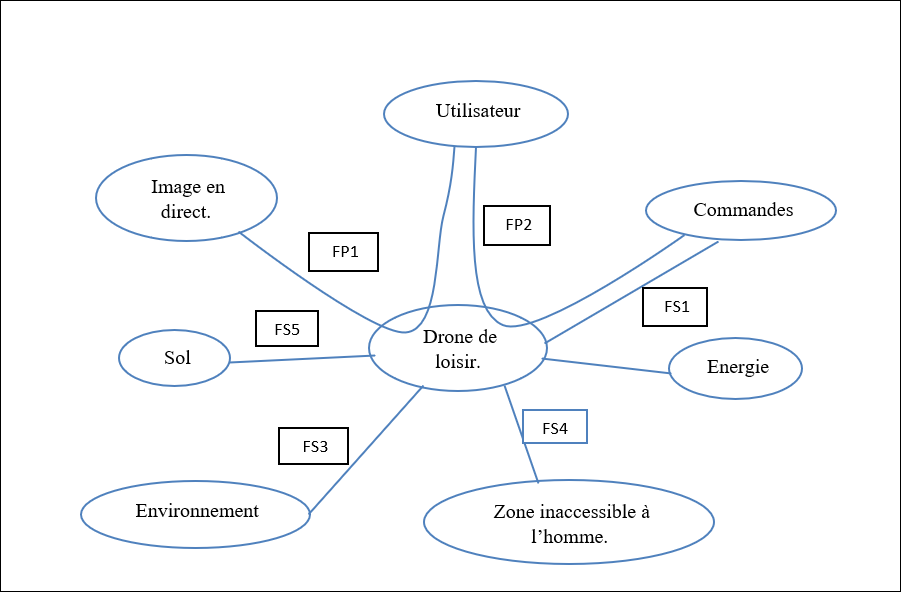 Utilisateur
Image en
direct.
Commandes
FP2
FP1
FS1
FS5
Drone de
loisir.
Sol
Energie
FS4
FS3
Environnement
Zone inaccessible à
l’homme.